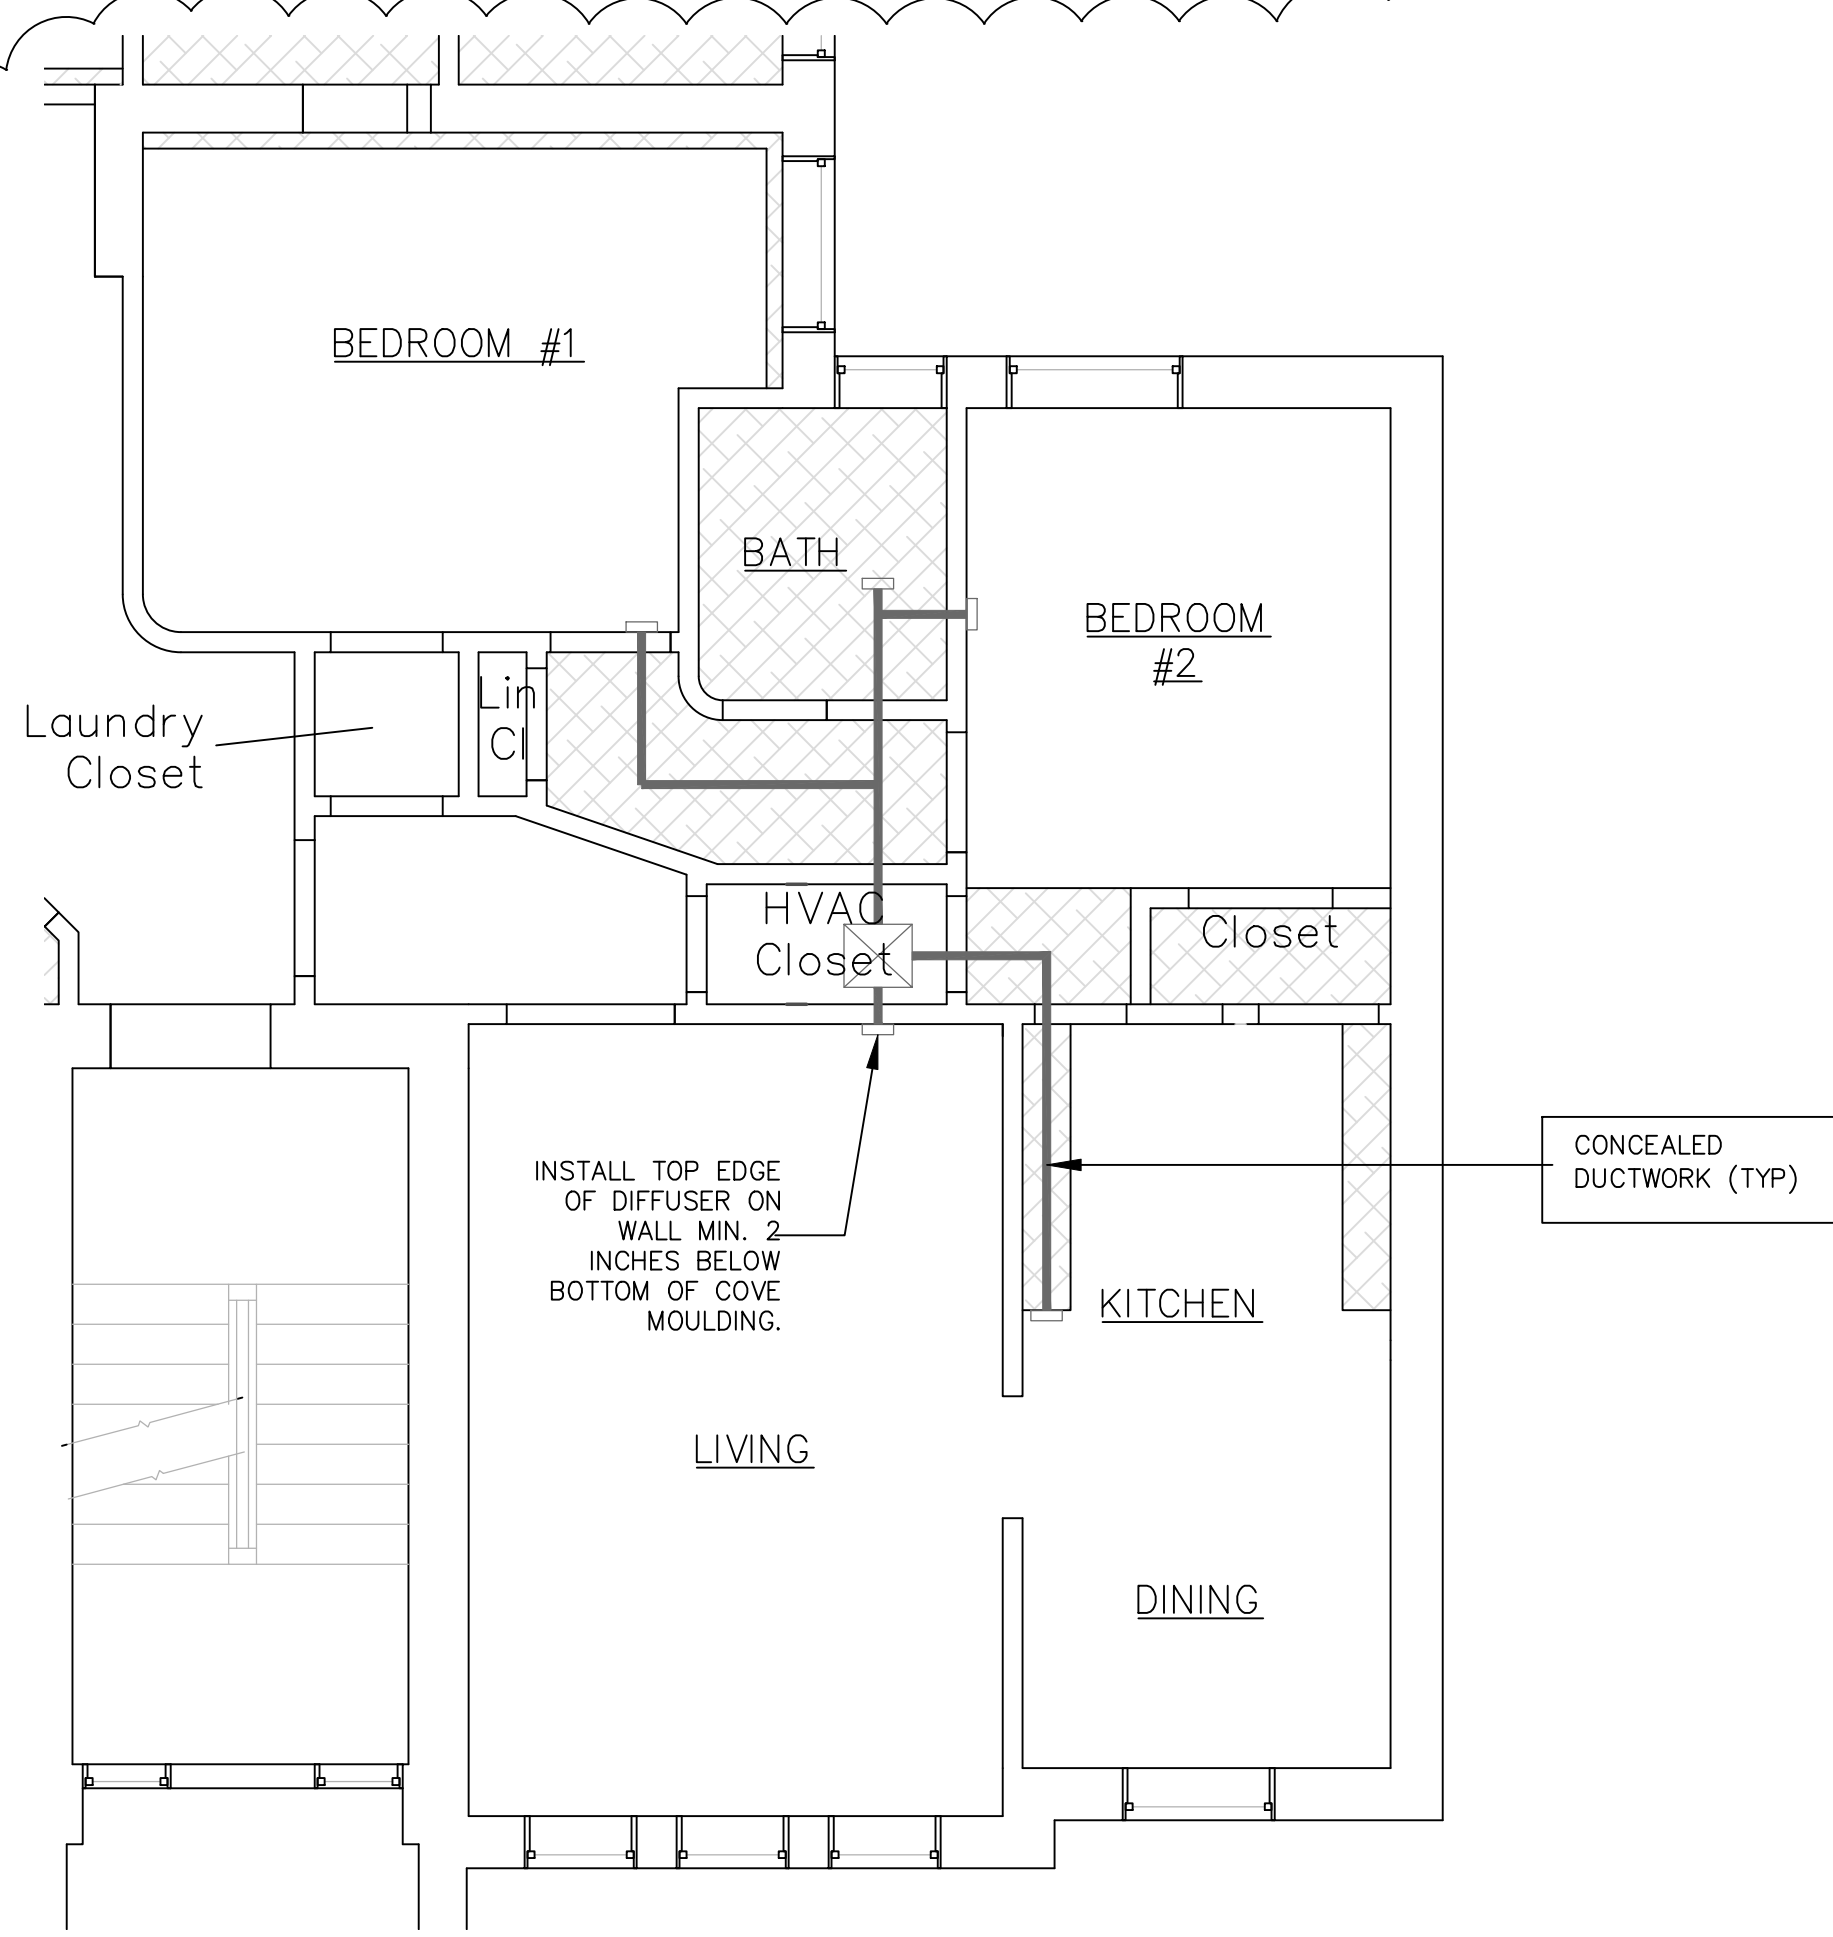 BEDROOM #1
BATH
BEDROOM
#2
Lin
Cl
Laundry
Closet
HVAC
Closet
Closet
INSTALL TOP EDGE
OF DIFFUSER ON
WALL MIN. 2
INCHES BELOW
BOTTOM OF COVE
MOULDING.
CONCEALED
DUCTWORK (TYP)
KITCHEN
LIVING
DINING